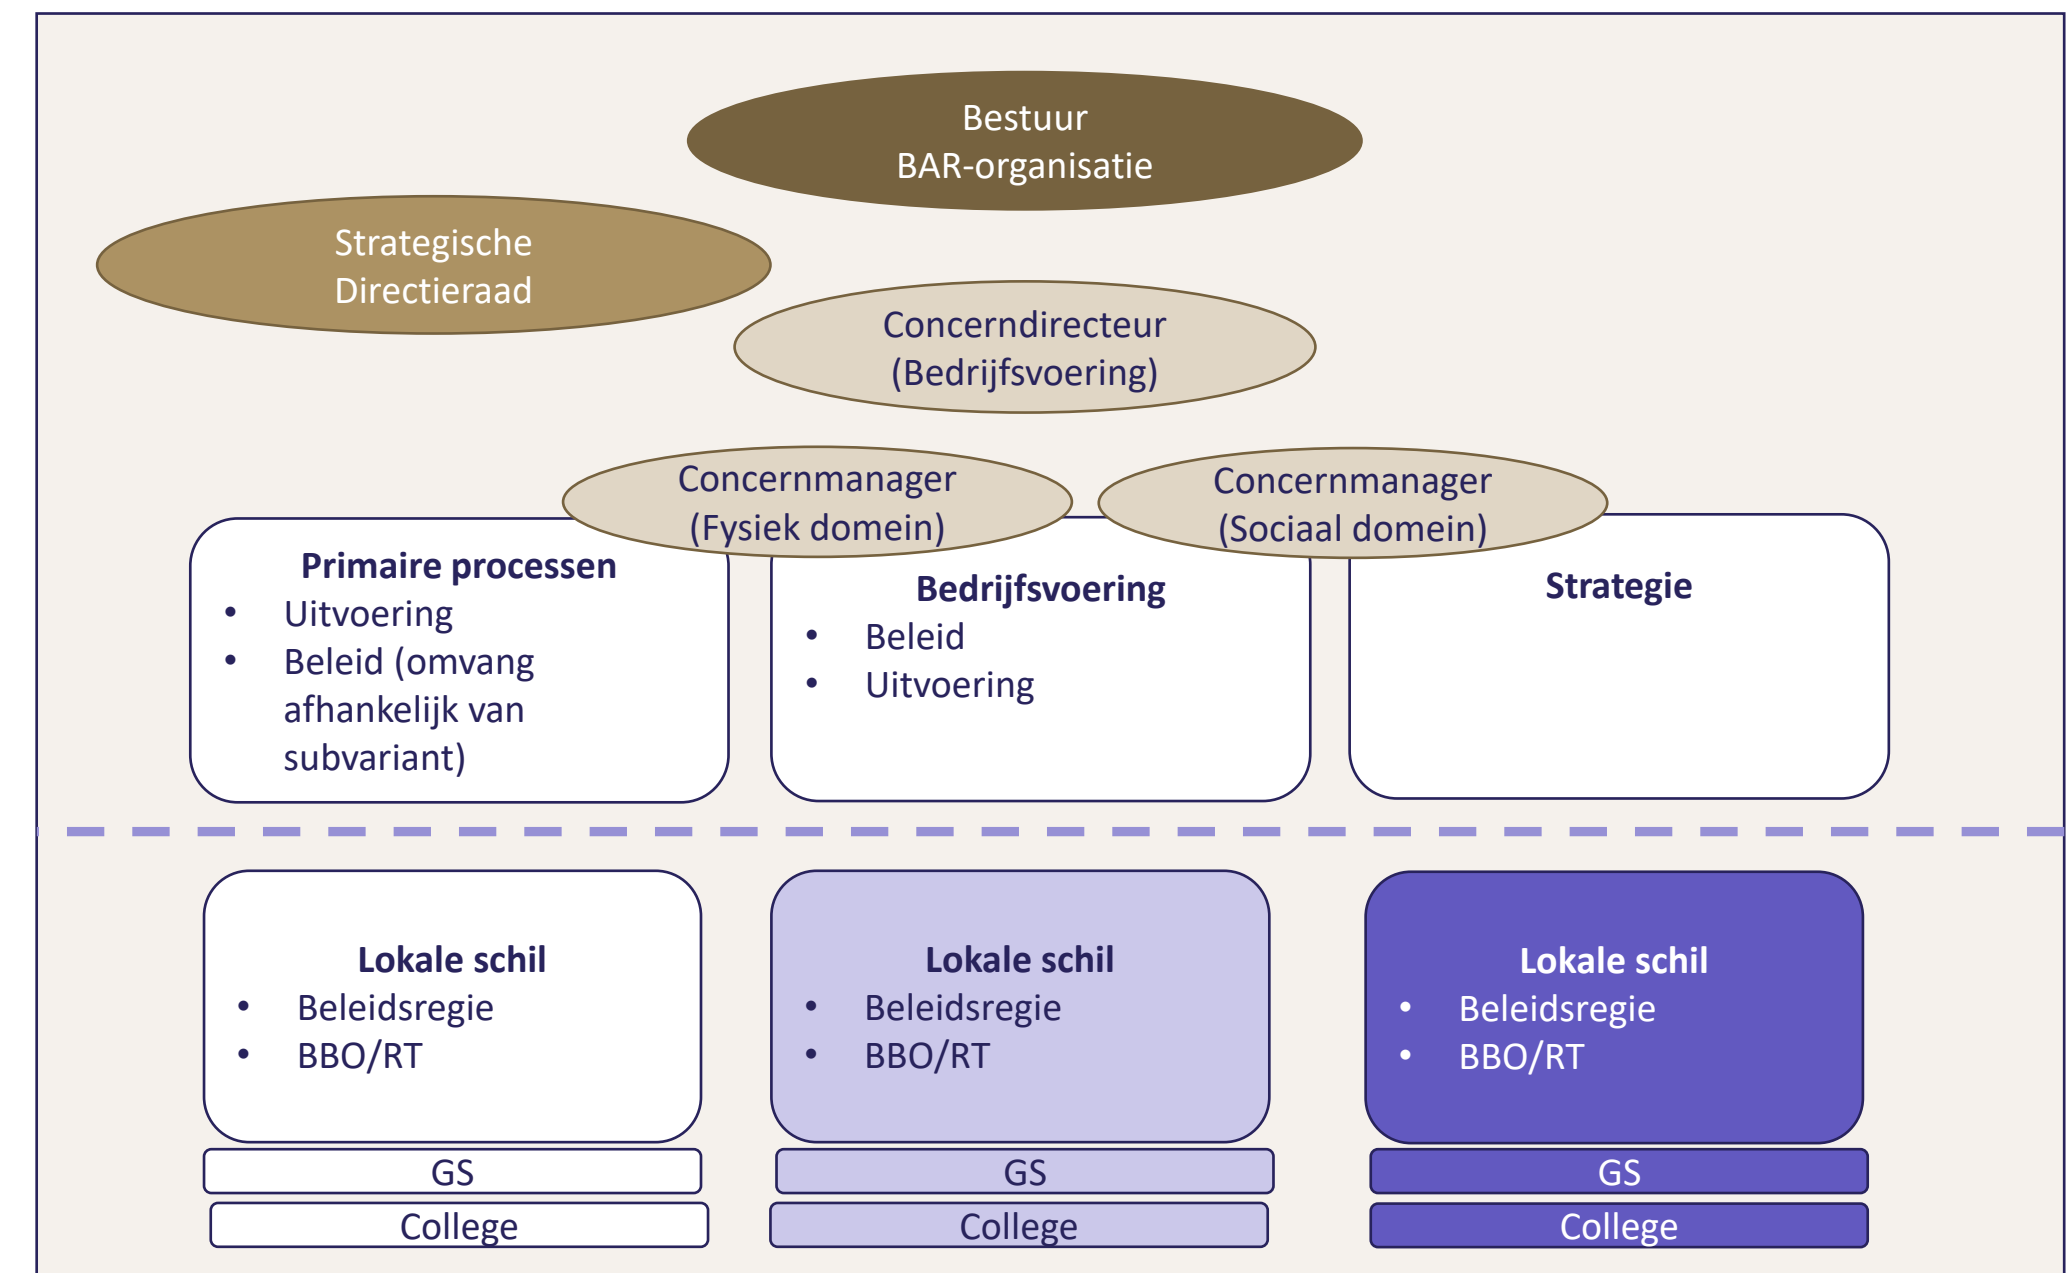 Bestuur
BAR-organisatie
Strategische
Directieraad
Concerndirecteur
(Bedrijfsvoering)
Concernmanager
(Fysiek domein)
Concernmanager
(Sociaal domein)
Primaire processen
• Uitvoering
• Beleid (omvang
afhankelijk van
subvariant)
Bedrijfsvoering
• Beleid
• Uitvoering
Strategie
Lokale schil
• Beleidsregie
• BBO/RT
GS
College
Lokale schil
• Beleidsregie
• BBO/RT
GS
College
Lokale schil
• Beleidsregie
• BBO/RT
GS
College